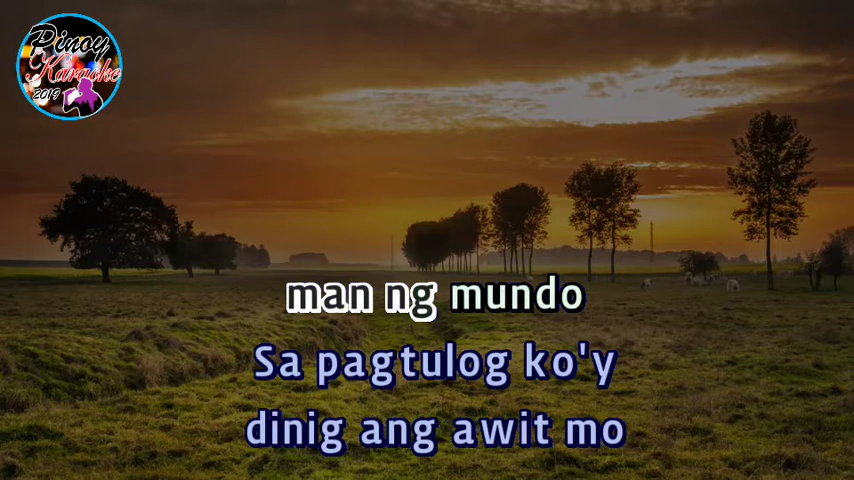 Pinoy
Karaoke
2019
man ng mundo
Sa pagtulog ko'y
dinig ang awit mo